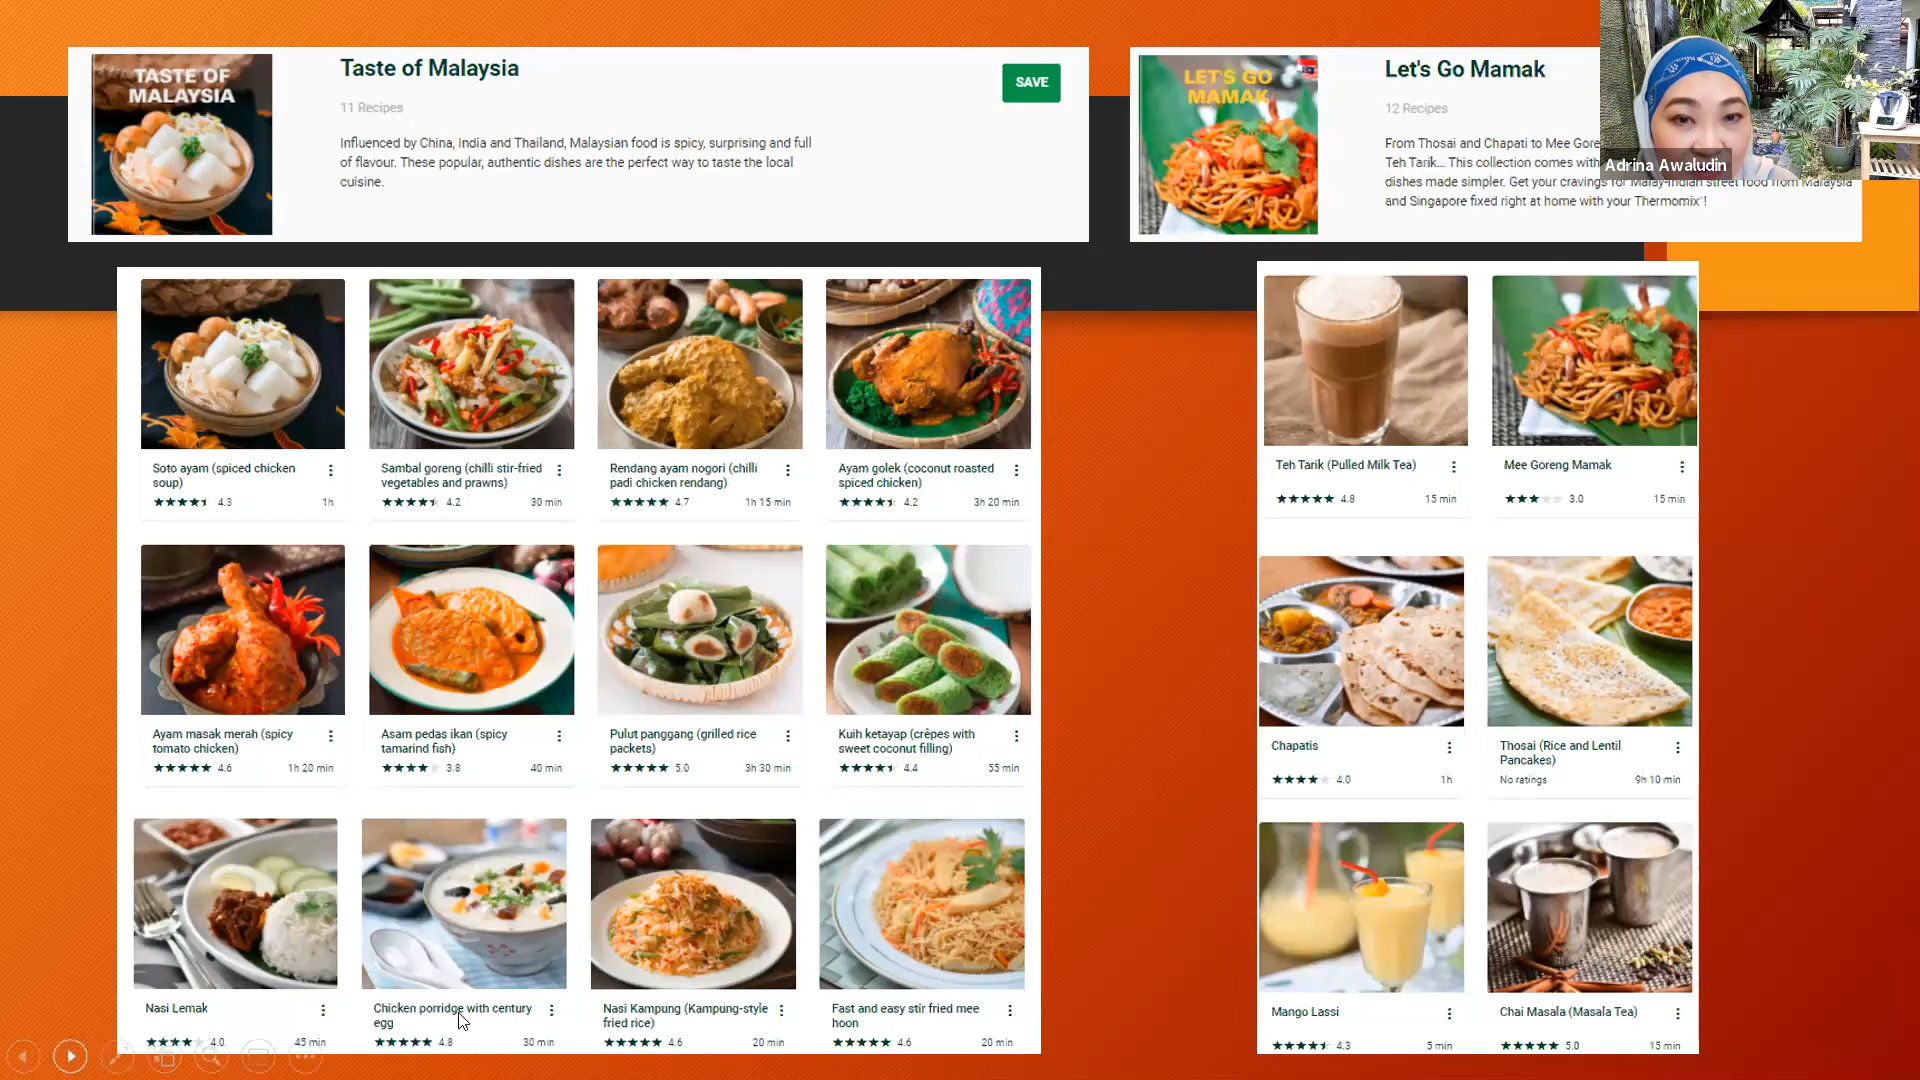 TASTE OF
MALAYSIA
Taste of Malaysia
11 Recipes
Influenced by China, India and Thailand, Malaysian food is spicy, surprising and full
of flavour. These popular, authentic dishes are the perfect way to taste the local
cuisine.
SAVE
LET'S GO
MAMAK
Let's Go Mamak
12 Recipes
From Thosai and Chapati to Mee Gore
Teh Tarik... This collection comes with
dishes made simpler. Get your cravings for Malay-Indian street food from Malaysia
and Singapore fixed right at home with your Thermomix®!
Adrina Awaludin
Soto ayam (spiced chicken
soup)
4.3 1h
Sambal goreng (chilli stir-fried
vegetables and prawns)
4.2 30 min
Rendang ayam nogori (chilli
padi chicken rendang)
4.7 1h 15 min
Ayam golek (coconut roasted
spiced chicken)
4.2 3h 20 min
Ayam masak merah (spicy
tomato chicken)
4.6 1h 20 min
Asam pedas ikan (spicy
tamarind fish)
3.8 40 min
Pulut panggang (grilled rice
packets)
5.0 3h 30 min
Kuih ketayap (crêpes with
sweet coconut filling)
4.4 55 min
Nasi Lemak
4.0 45 min
Chicken porridge with century
egg
4.8 30 min
Nasi Kampung (Kampung-style
fried rice)
4.6 20 min
Fast and easy stir fried mee
hoon
4.6 20 min
Teh Tarik (Pulled Milk Tea)
4.8 15 min
Mee Goreng Mamak
3.0 15 min
Chapatis
4.0 1h
Thosai (Rice and Lentil
Pancakes)
No ratings 9h 10 min
Mango Lassi
4.3 5 min
Chai Masala (Masala Tea)
5.0 15 min